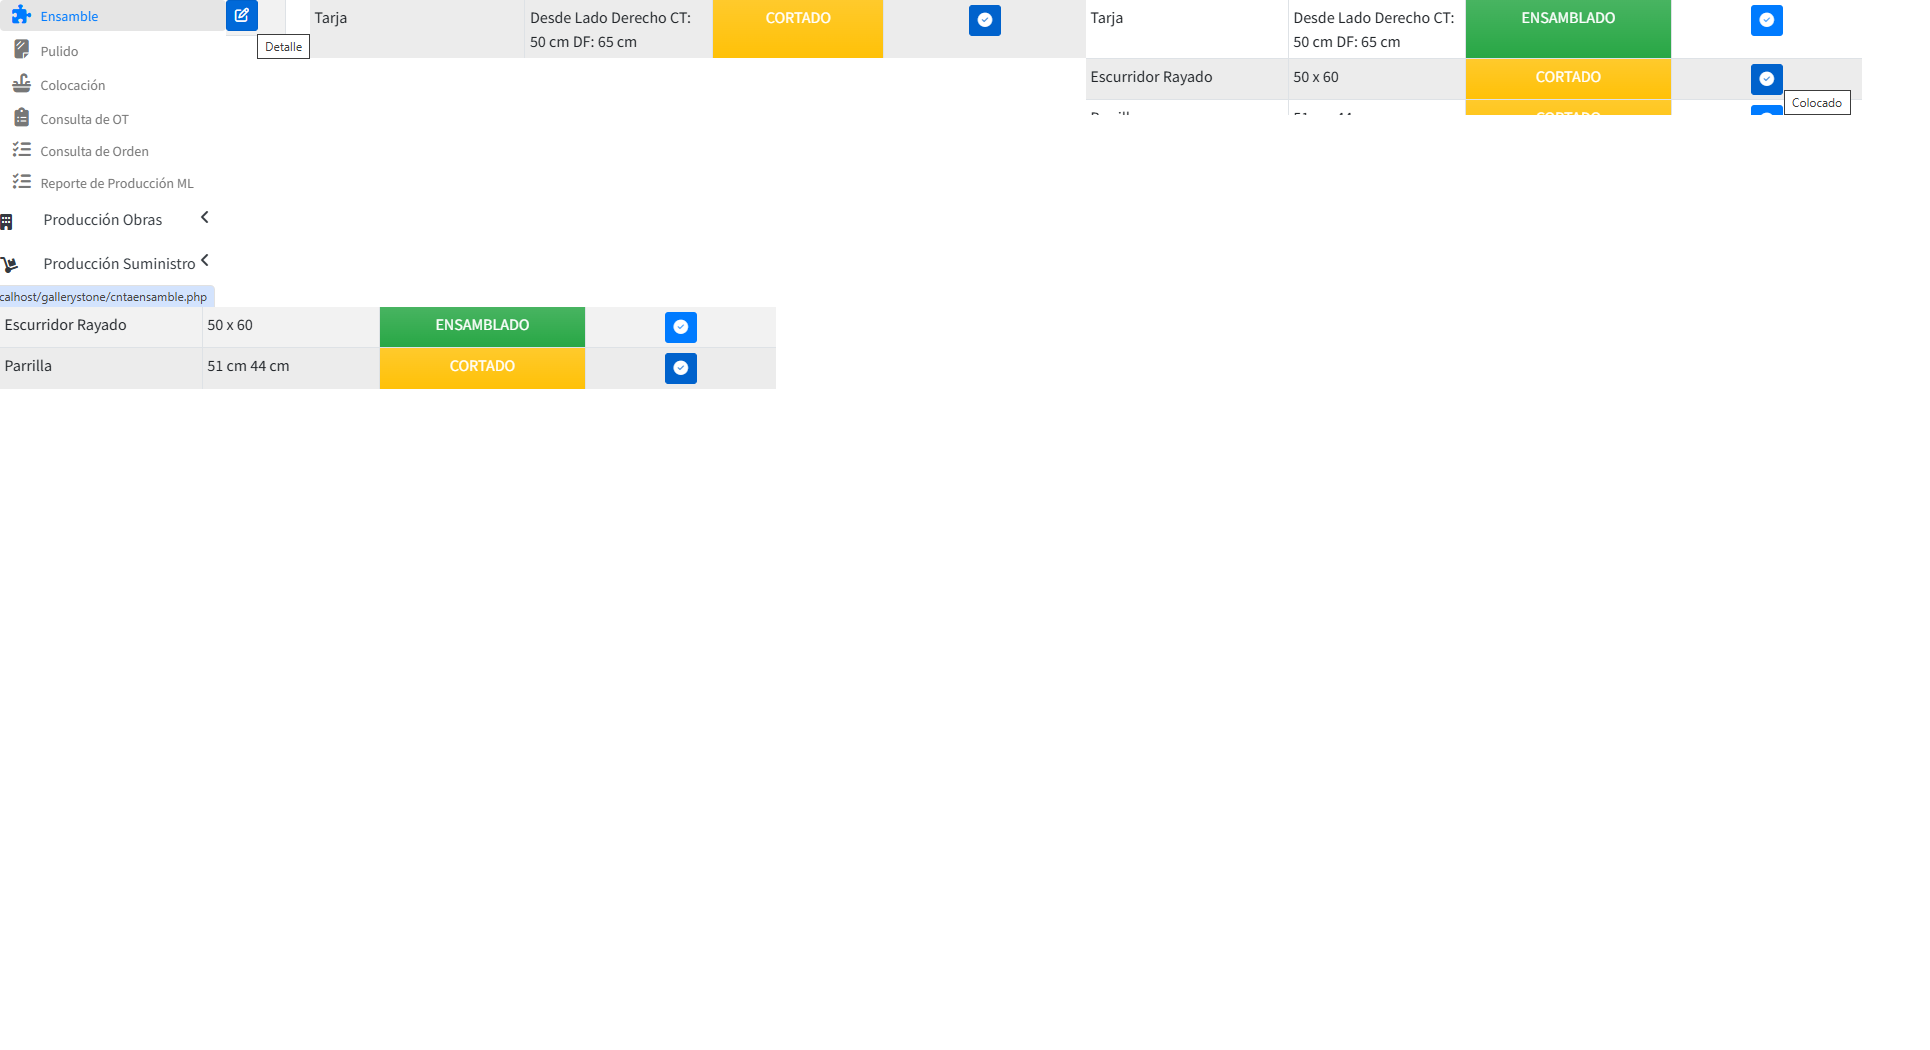 Ensamble
Pulido
Colocación
Consulta de OT
Consulta de Orden
Reporte de Producción ML
Producción Obras
Producción Suministro
calhost/gallerystone/cntaensamble.php
Detalle
Tarja
Desde Lado Derecho CT:
50 cm DF: 65 cm
CORTADO
Tarja
Desde Lado Derecho CT:
50 cm DF: 65 cm
ENSAMBLADO
Escurridor Rayado
50 x 60
CORTADO
Colocado
CORTADO
Escurridor Rayado
50 x 60
ENSAMBLADO
Parrilla
51 cm 44 cm
CORTADO